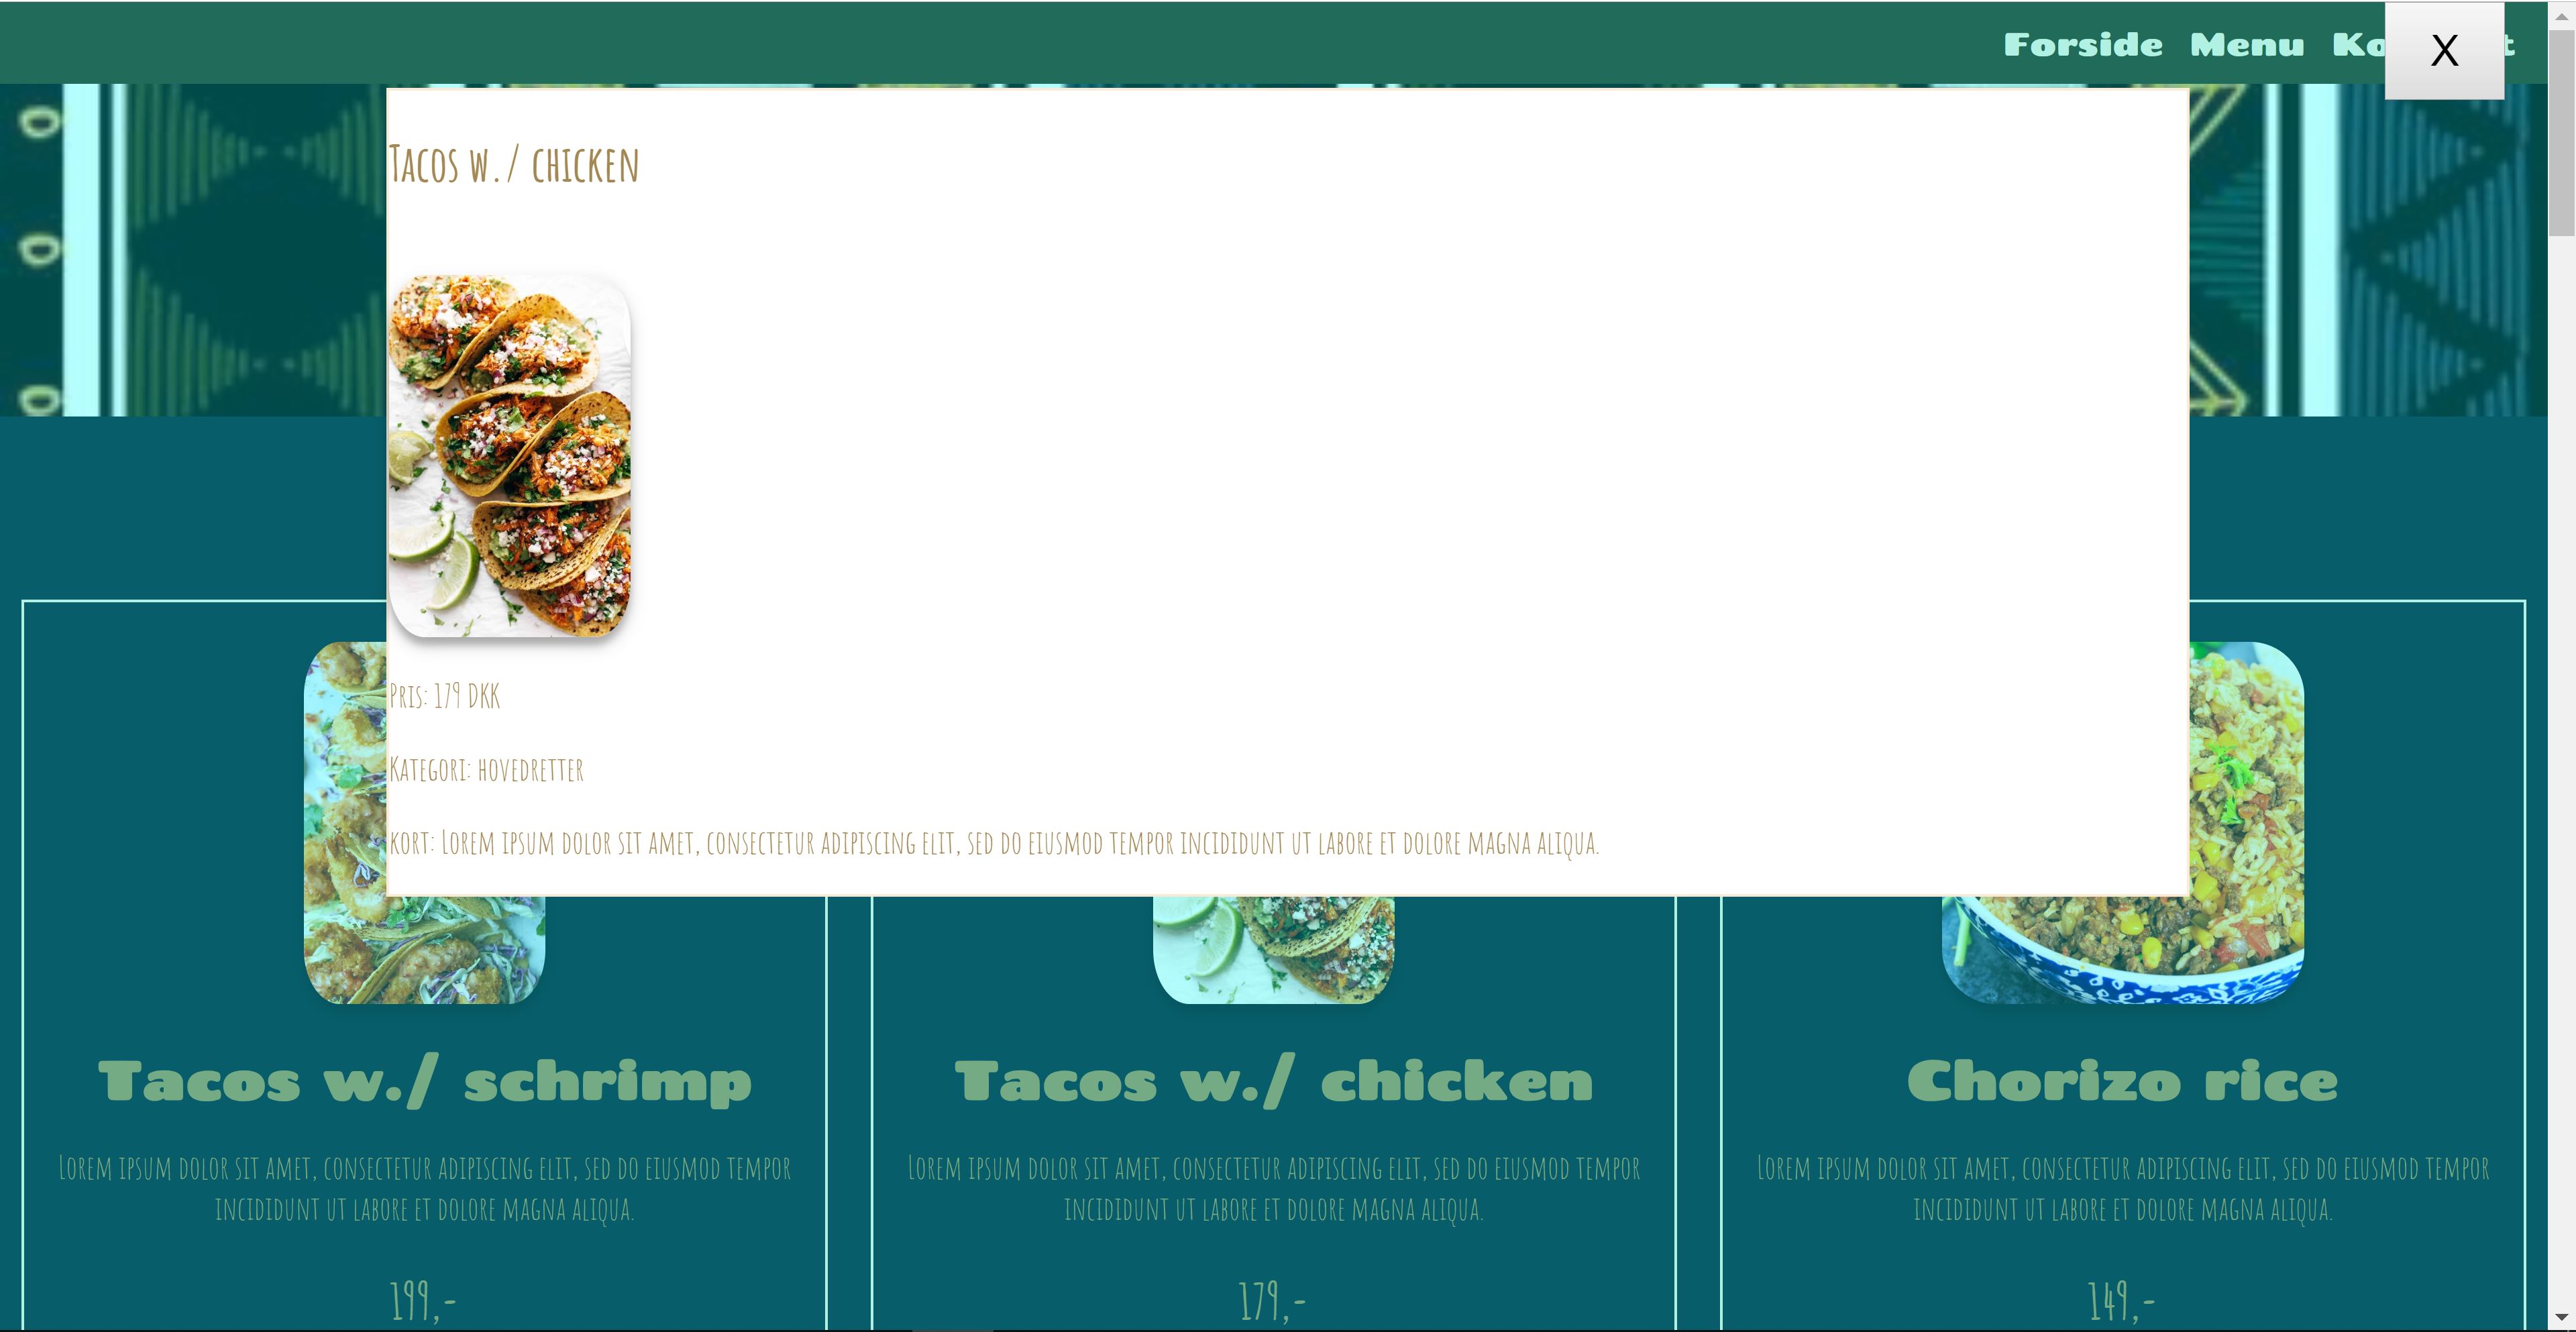 Forside Menu Ko t
X
Tacos w. / chicken
Pris: 179 DKK
Kategori: hovedretter
kort: Lorem ipsum dolor sit amet, consectetur adipiscing elit, sed do eiusmod tempor incididunt ut labore et dolore magna aliqua.
Tacos w./ schrimp
Lorem ipsum dolor sit amet, consectetur adipiscing elit, sed do eiusmod tempor
incididunt ut labore et dolore magna aliqua.
199,-
Tacos w./ chicken
Lorem ipsum dolor sit amet, consectetur adipiscing elit, sed do eiusmod tempor
incididunt ut labore et dolore magna aliqua.
179,-
Chorizo rice
Lorem ipsum dolor sit amet, consectetur adipiscing elit, sed do eiusmod tempor
incididunt ut labore et dolore magna aliqua.
149,-